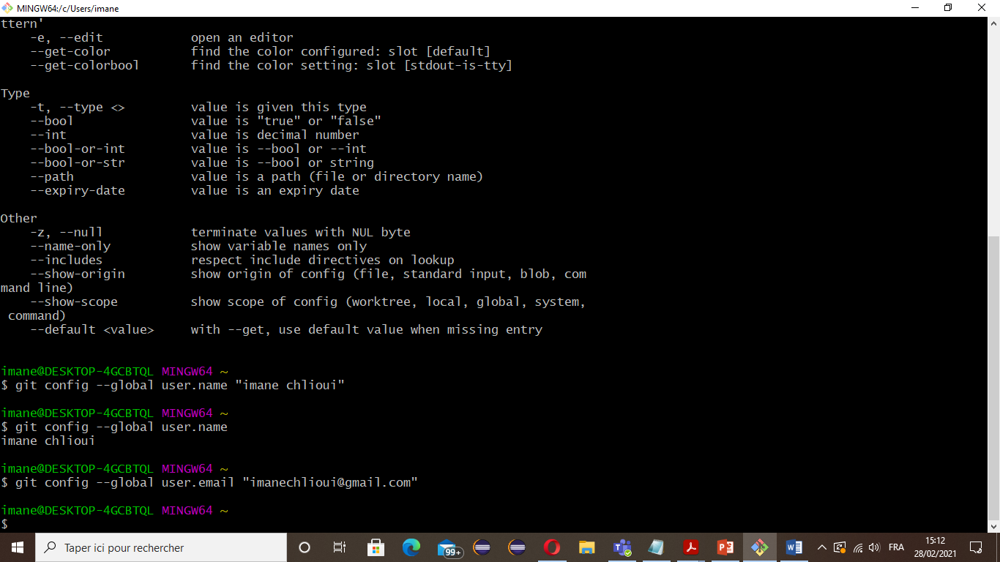 MINGW64:/c/Users/imane
ttern'
-e, --edit open an editor
--get-color find the color configured: slot [default]
--get-colorbool find the color setting: slot [stdout-is-tty]
Type
-t, --type <> value is given this type
--bool value is "true" or "false"
--int value is decimal number
--bool-or-int value is --bool or --int
--bool-or-str value is --bool or string
--path value is a path (file or directory name)
--expiry-date value is an expiry date
Other
-z, --null terminate values with NUL byte
--name-only show variable names only
--includes respect include directives on lookup
--show-origin show origin of config (file, standard input, blob, com
mand line)
--show-scope show scope of config (worktree, local, global, system,
command)
--default <value> with --get, use default value when missing entry
imane@DESKTOP-4GCBTQL MINGW64 ~
$ git config --global user.name "imane chlioui"
imane@DESKTOP-4GCBTQL MINGW64 ~
$ git config --global user.name
imane chlioui
imane@DESKTOP-4GCBTQL MINGW64 ~
$ git config --global user.email "imanechlioui@gmail.com"
imane@DESKTOP-4GCBTQL MINGW64 ~
$
Taper ici pour rechercher
99+
FRA
15:12
28/02/2021